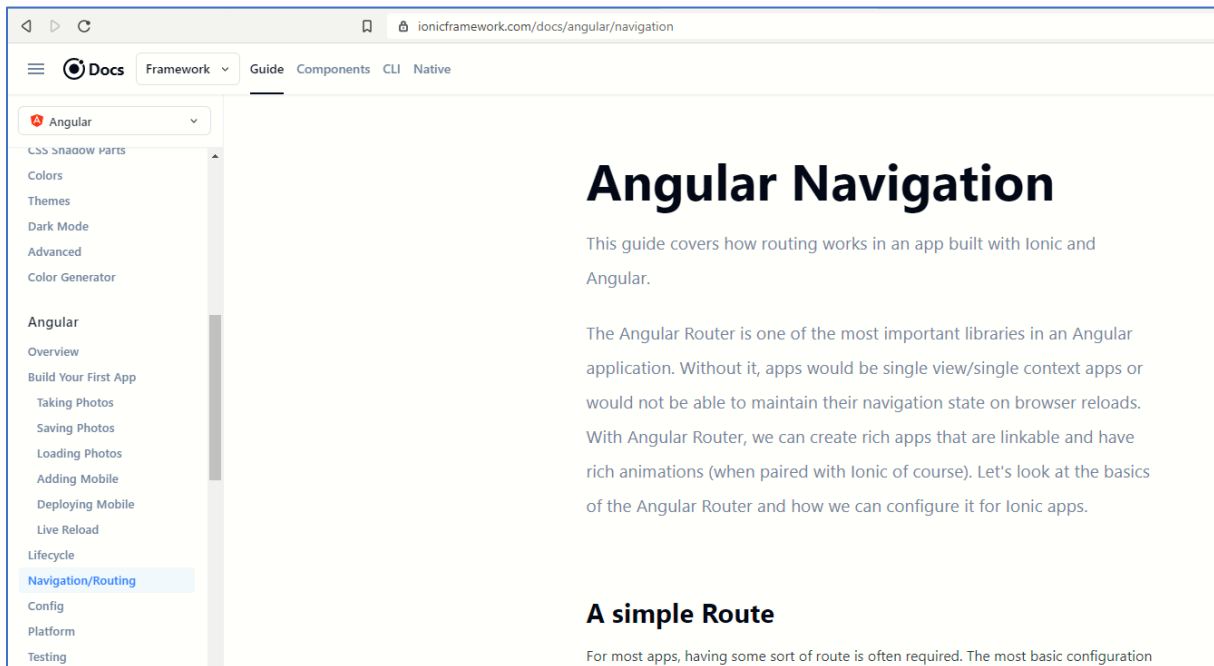 ionicframework.com/docs/angular/navigation
Docs Framework Guide Components CLI Native
Angular
CSS Shadow Parts
Colors
Themes
Dark Mode
Advanced
Color Generator
Angular
Overview
Build Your First App
Taking Photos
Saving Photos
Loading Photos
Adding Mobile
Deploying Mobile
Live Reload
Lifecycle
Navigation/Routing
Config
Platform
Testing
Angular Navigation
This guide covers how routing works in an app built with Ionic and
Angular.
The Angular Router is one of the most important libraries in an Angular
application. Without it, apps would be single view/single context apps or
would not be able to maintain their navigation state on browser reloads.
With Angular Router, we can create rich apps that are linkable and have
rich animations (when paired with Ionic of course). Let's look at the basics
of the Angular Router and how we can configure it for Ionic apps.
A simple Route
For most apps, having some sort of route is often required. The most basic configuration